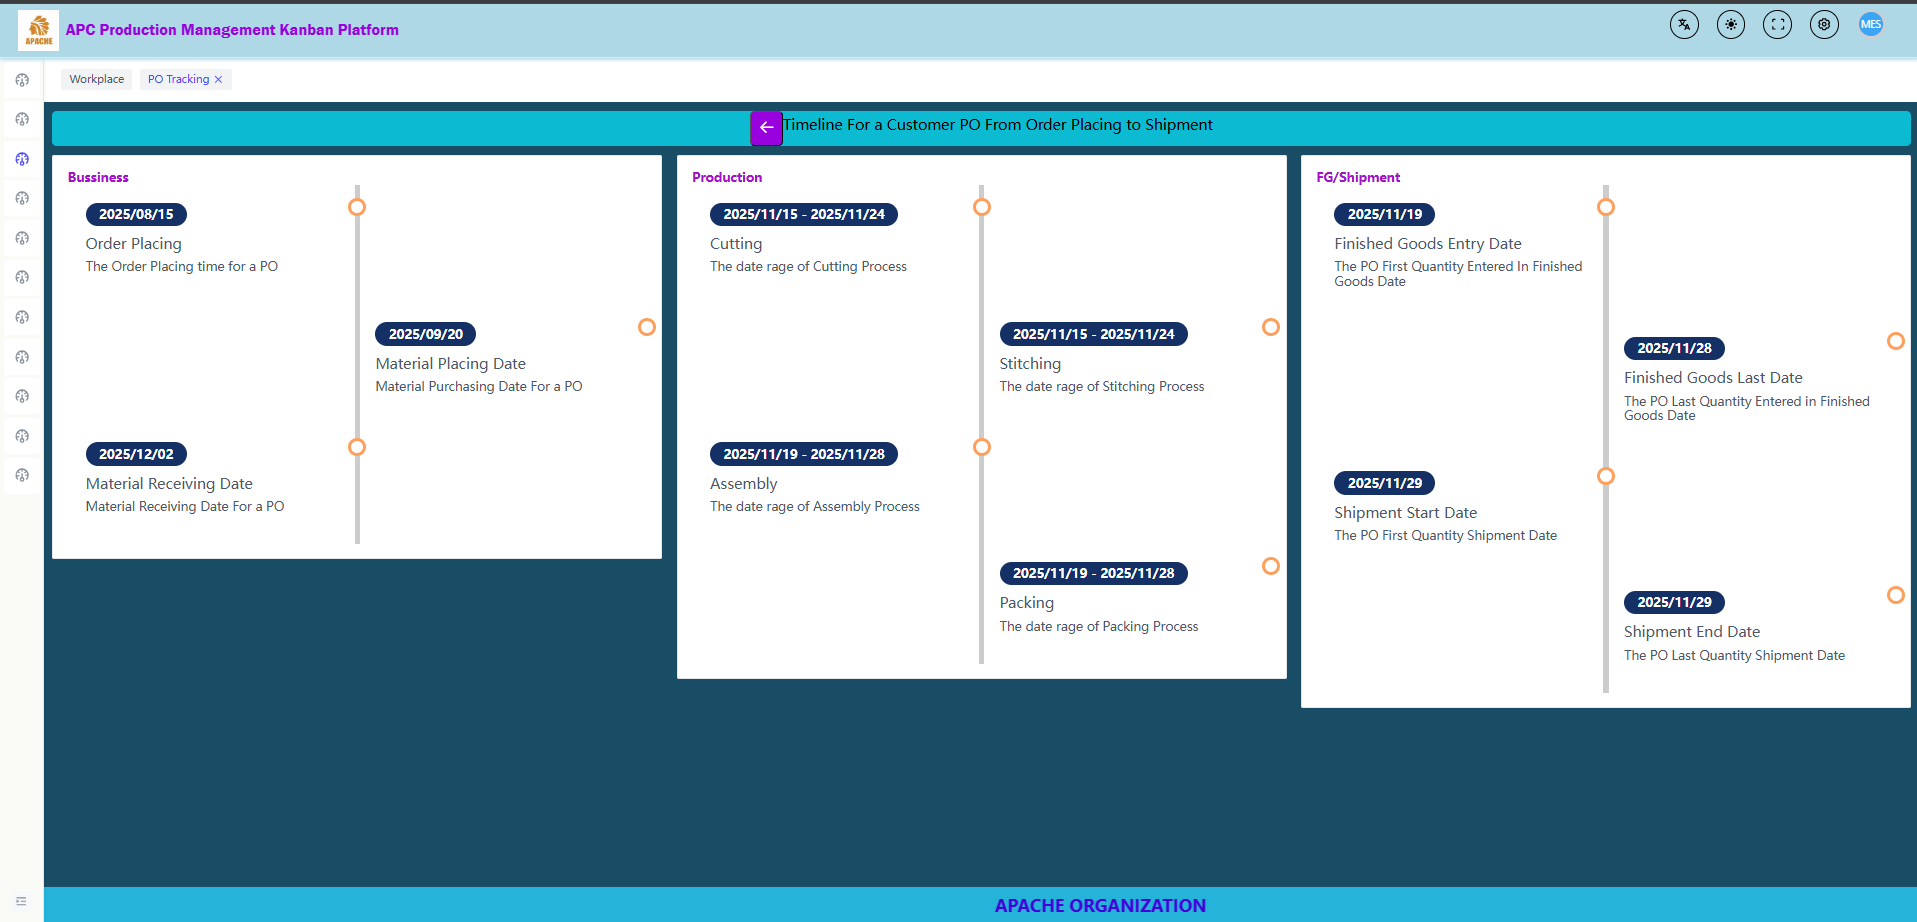 APACHE
APC Production Management Kanban Platform
MES
Workplace
PO Tracking
Timeline For a Customer PO From Order Placing to Shipment
Bussiness
2025/08/15
Order Placing
The Order Placing time for a PO
2025/09/20
Material Placing Date
Material Purchasing Date For a PO
2025/12/02
Material Receiving Date
Material Receiving Date For a PO
Production
2025/11/15 - 2025/11/24
Cutting
The date rage of Cutting Process
2025/11/15 - 2025/11/24
Stitching
The date rage of Stitching Process
2025/11/19 - 2025/11/28
Assembly
The date rage of Assembly Process
2025/11/19 - 2025/11/28
Packing
The date rage of Packing Process
FG/Shipment
2025/11/19
Finished Goods Entry Date
The PO First Quantity Entered In Finished
Goods Date
2025/11/28
Finished Goods Last Date
The PO Last Quantity Entered in Finished
Goods Date
2025/11/29
Shipment Start Date
The PO First Quantity Shipment Date
2025/11/29
Shipment End Date
The PO Last Quantity Shipment Date
APACHE ORGANIZATION